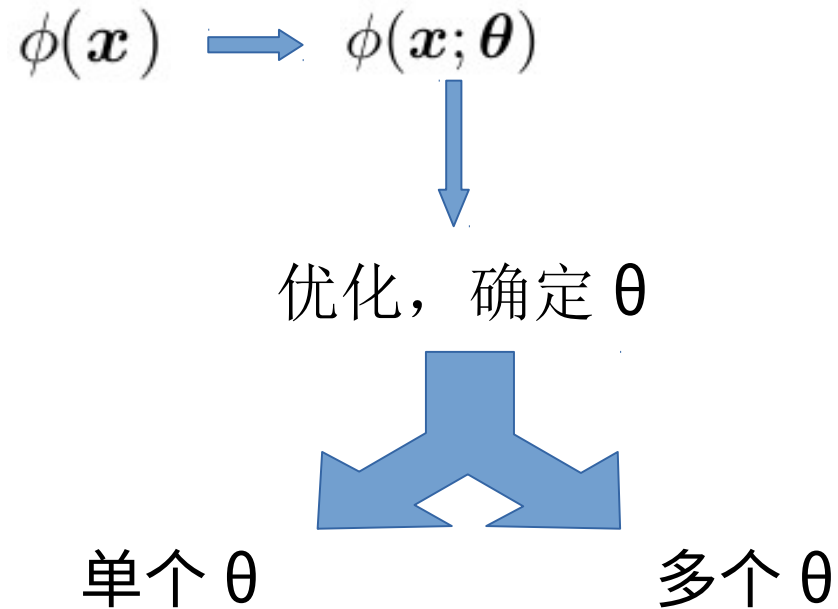 ϕ(x) ϕ(x; θ)
优化，确定 θ
单个 θ 多个 θ